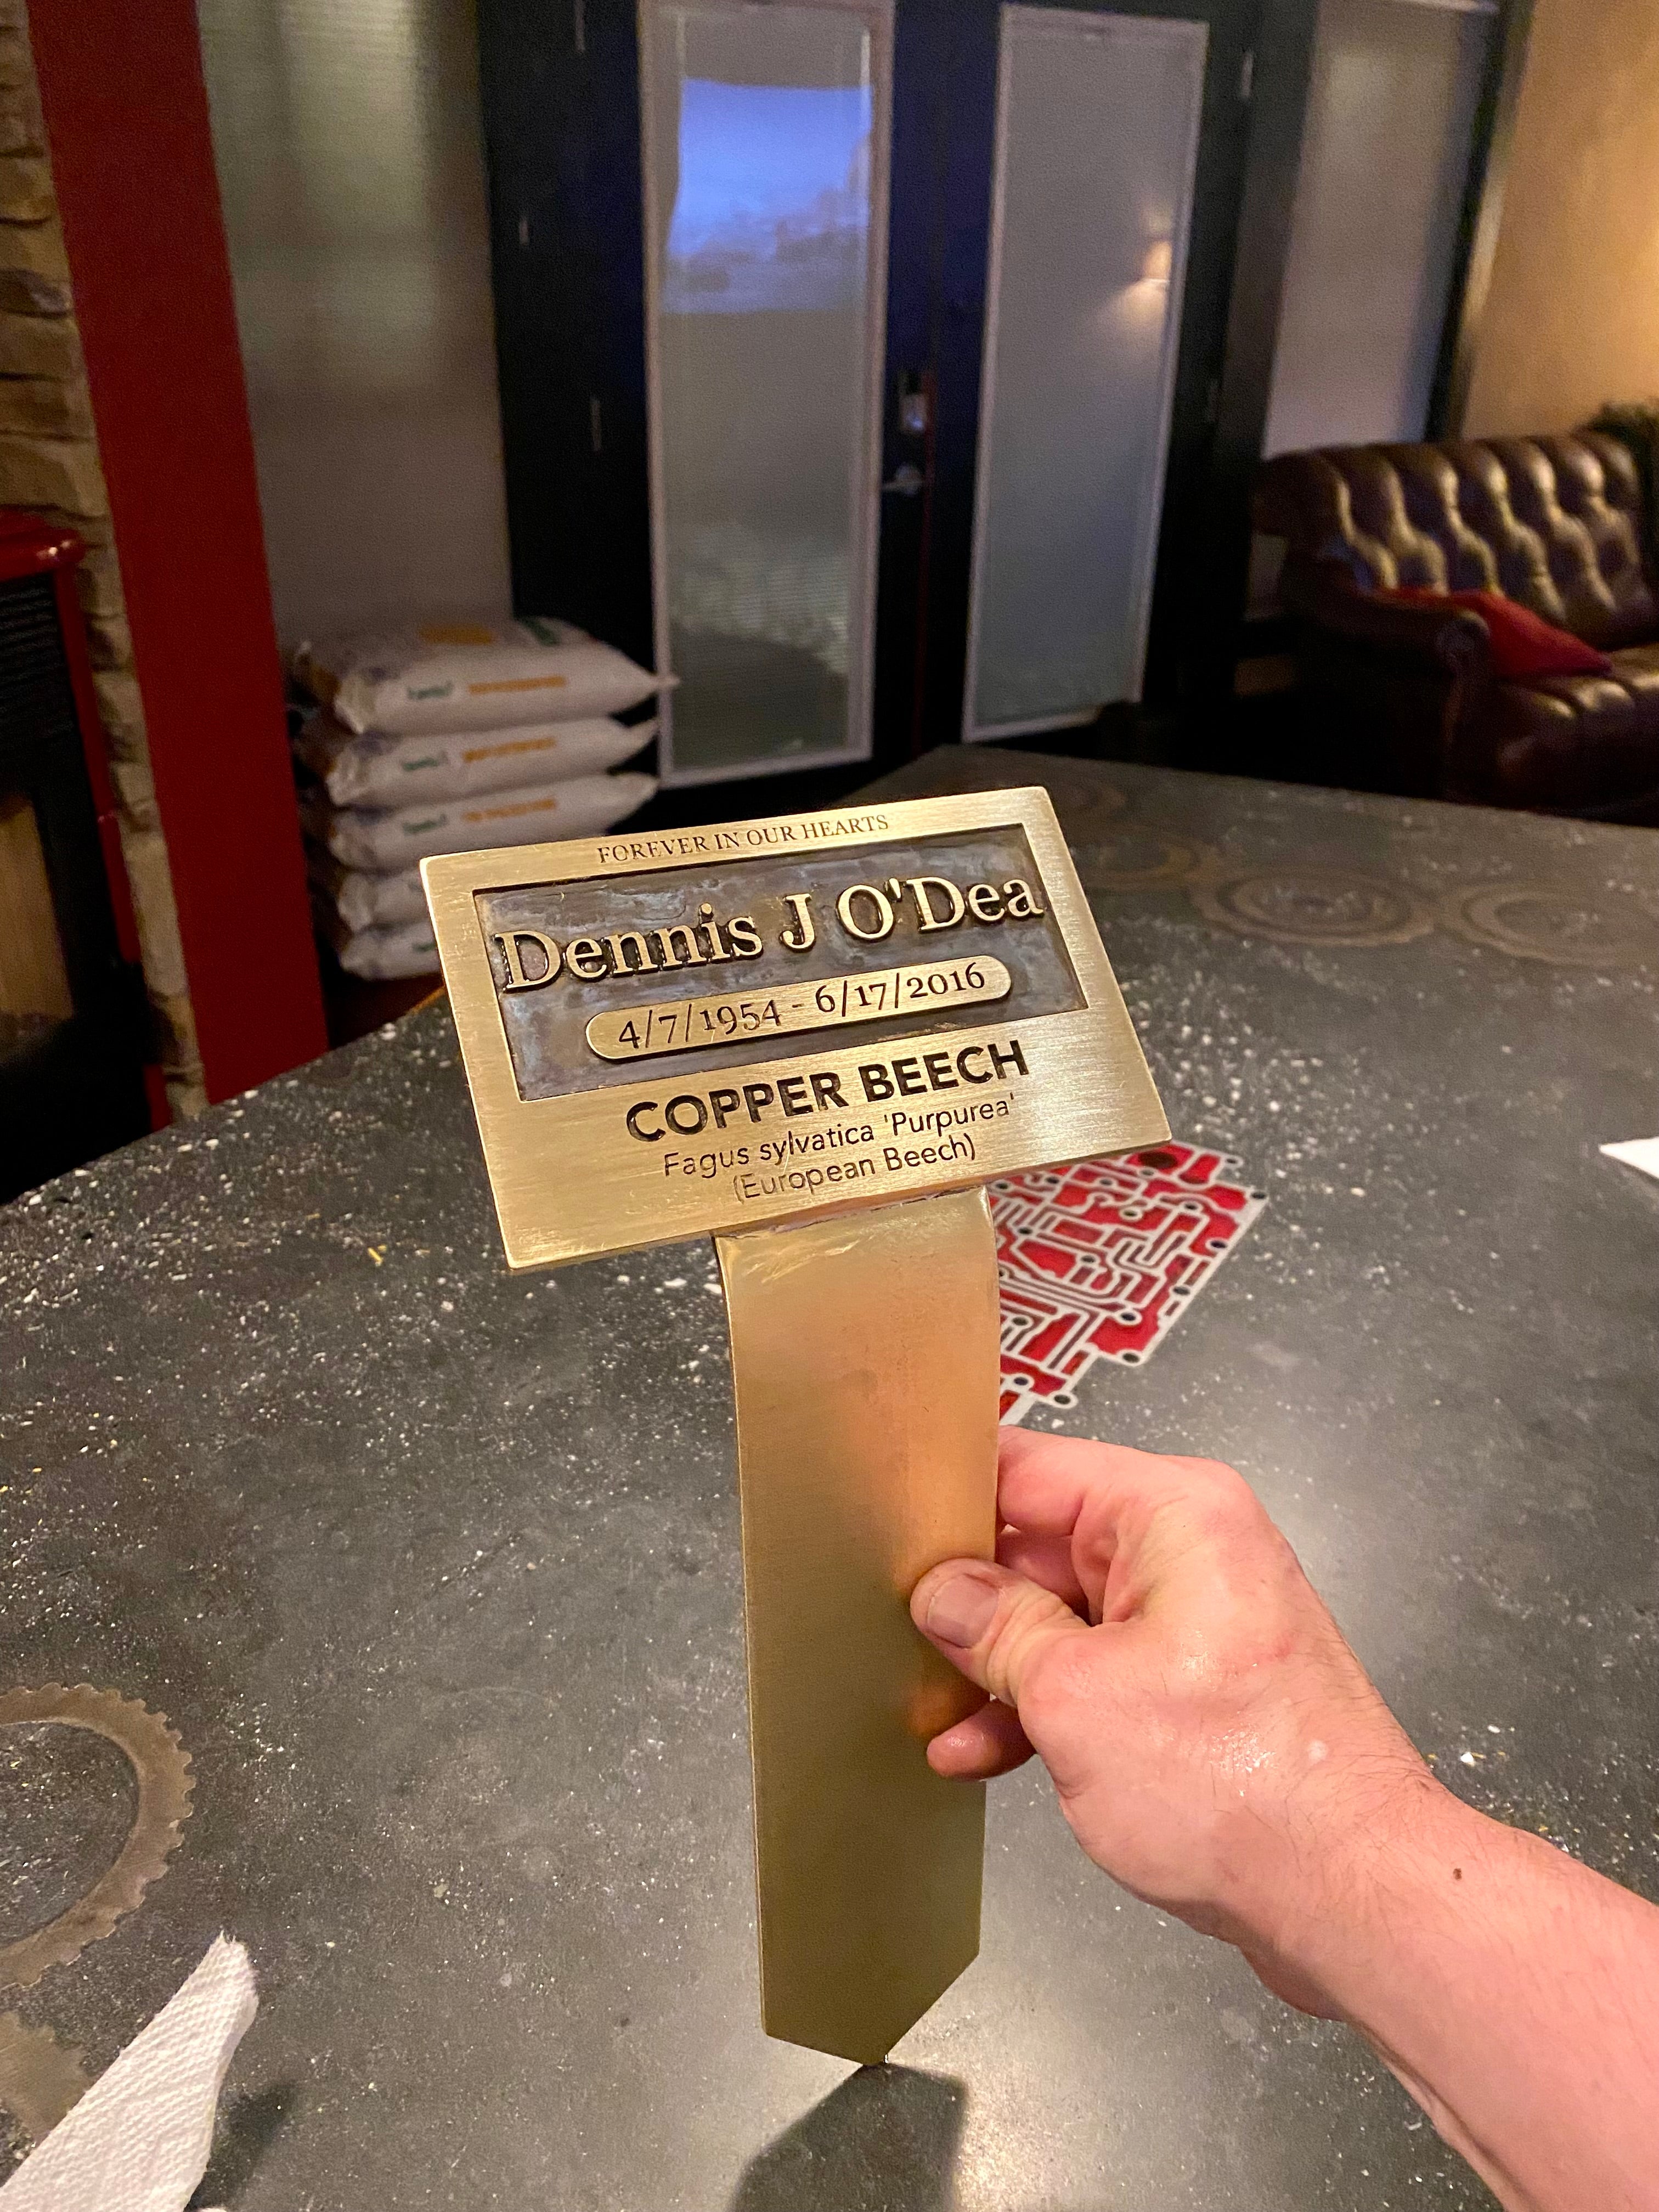 FOREVER IN OUR HEARTS
Dennis J O'Dea
4/7/1954 - 6/17/2016
COPPER BEECH
Fagus sylvatica 'Purpurea'
(European Beech)